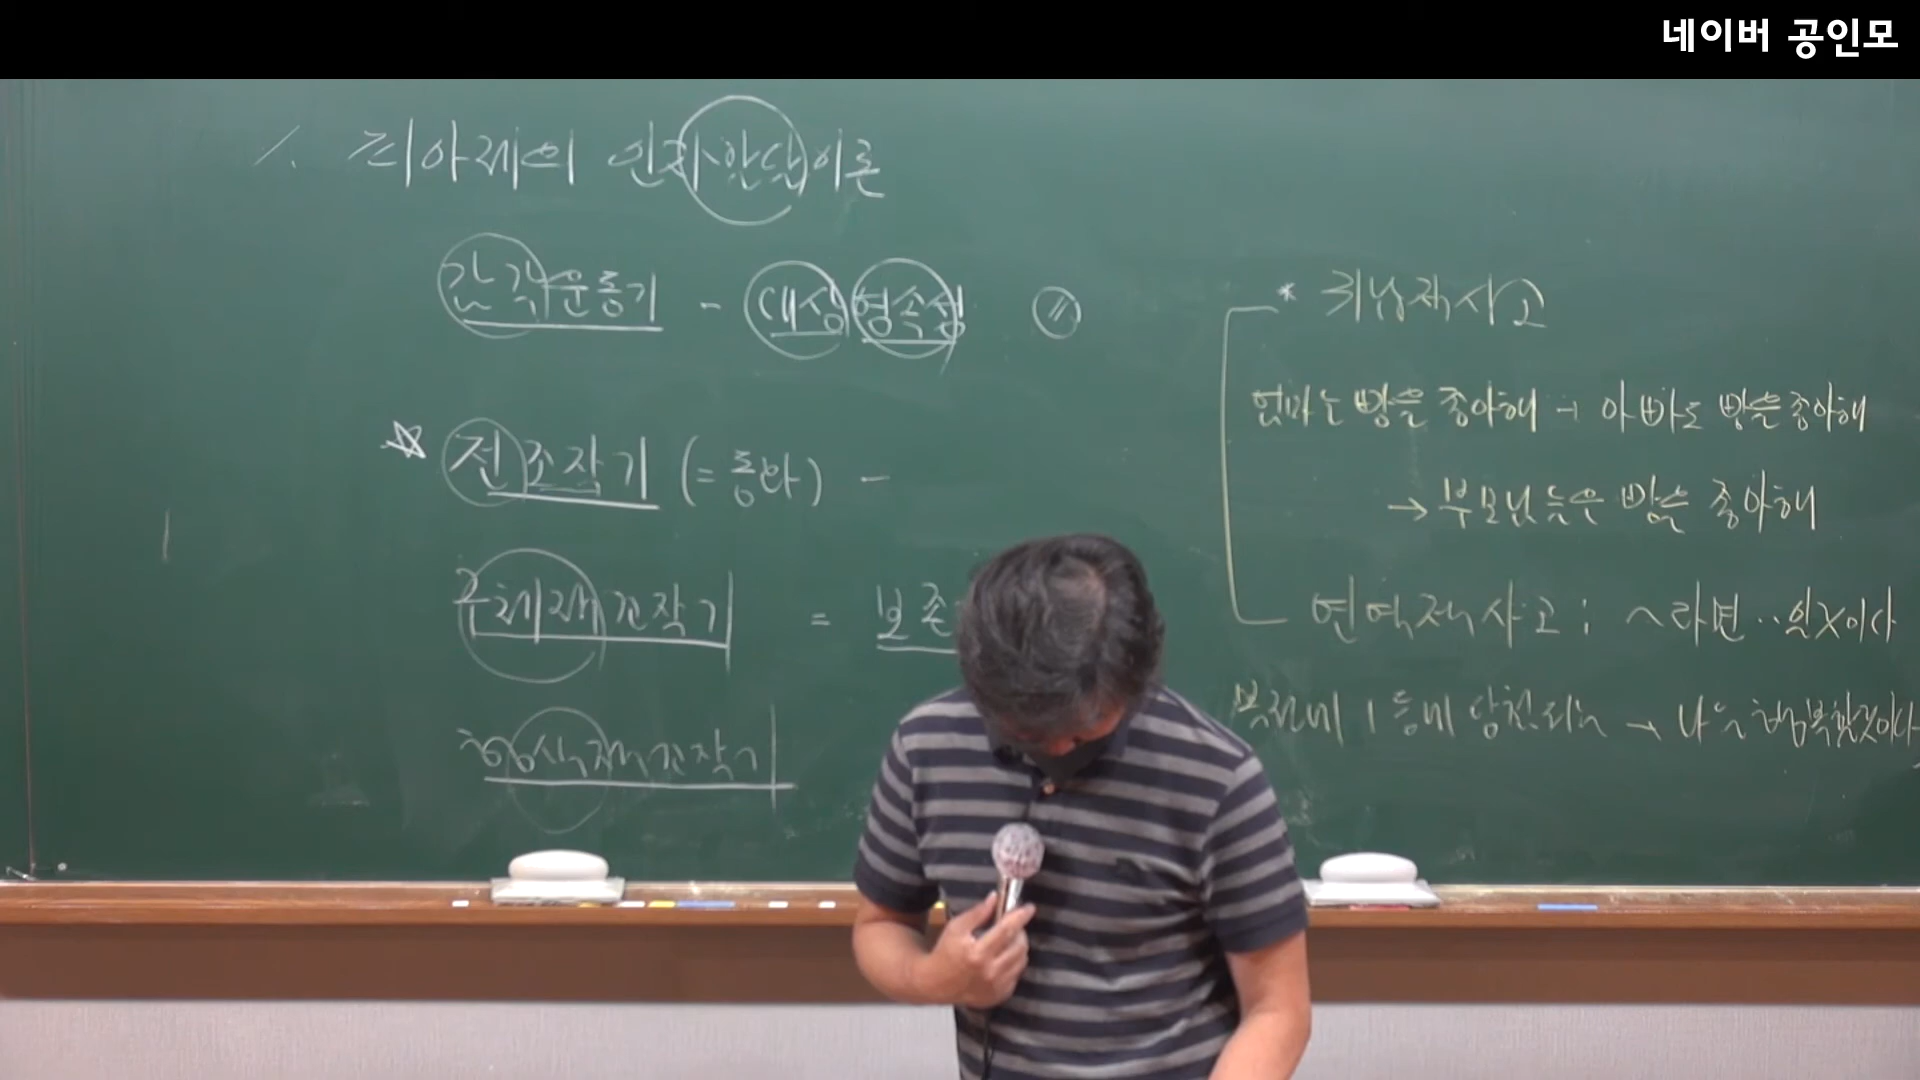 네이버 공인모
1. 피아제의 인지발달이론
감각운동기 - 대상영속성
☆ 전조작기 (= 동화) -
구체적조작기 = 보존
형식적조작기
* 귀납적사고
엄마는 빵을 좋아해 → 아빠도 빵을 좋아해
→ 부모님들은 빵을 좋아해
연역적사고 : ~라면 ‥ 일것이다
복권에 1등에 당첨되는 → 나는 행복할것이다